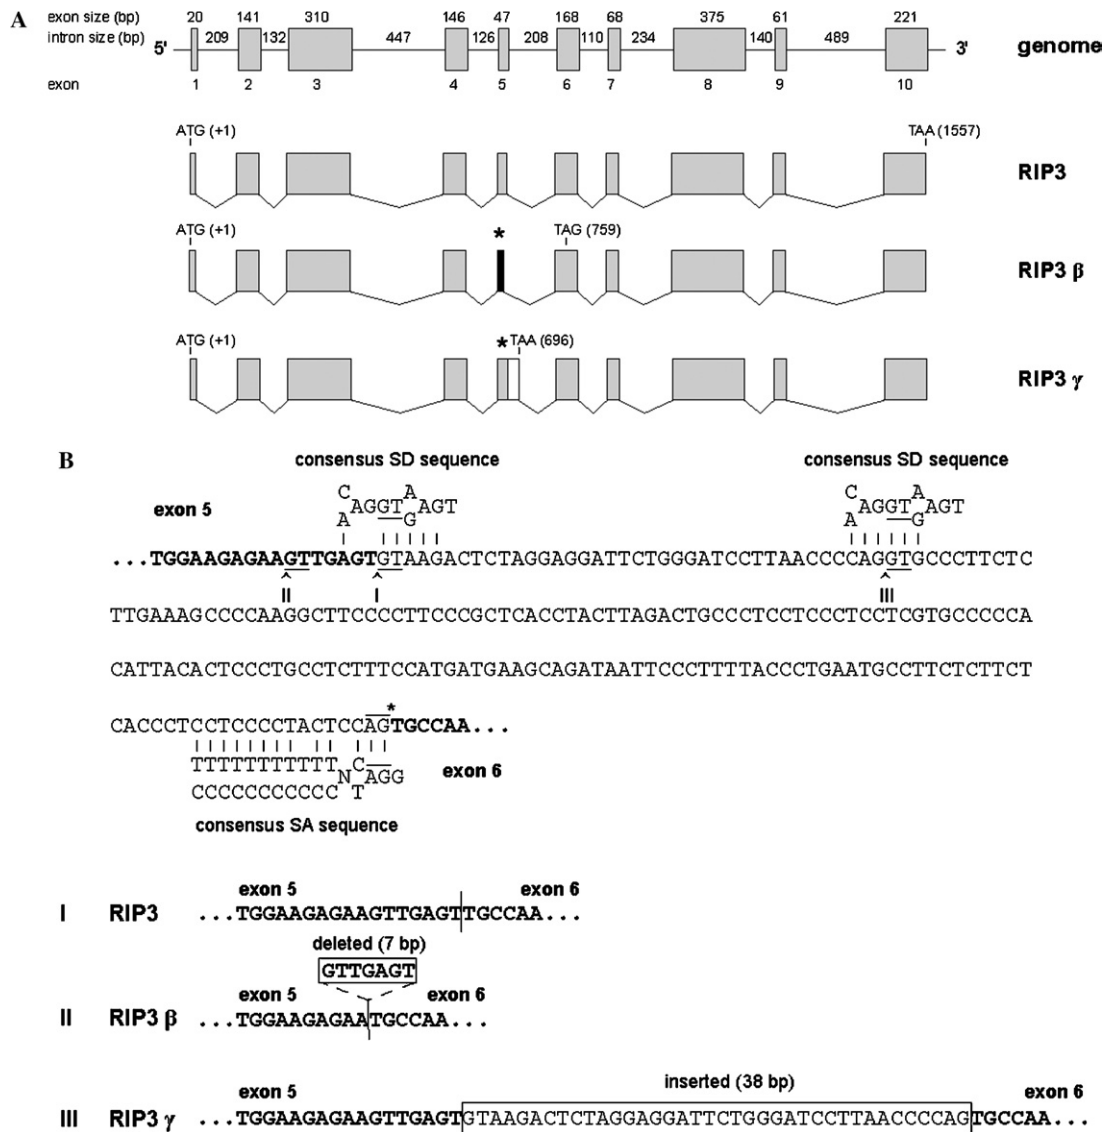 A
exon size (bp) 20 141 310 146 47 168 68 375 61 221
intron size (bp) 5' 209 132 447 126 208 110 234 140 489 3' genome
exon 1 2 3 4 5 6 7 8 9 10
ATG (+1) TAA (1557)
RIP3
ATG (+1) * TAG (759)
RIP3 β
ATG (+1) * TAA (696)
RIP3 γ
B
consensus SD sequence consensus SD sequence
C A C A
exon 5 AGGT AGT AGGT AGT
A G A G
...TGGAAGAGAAGTTGAGTGTAAGACTCTAGGAGGATTCTGGGATCCTTAACCCCAGGTGCCCTTCTC
II I III
TTGAAAGCCCCAAGGCTTCCCCTTCCCGCTCACCTACTTAGACTGCCCTCCTCCCTCCTCGTGCCCCCA
CATTACACTCCCTGCCTCTTTCCATGATGAAGCAGATAATTCCCTTTTACCCTGAATGCCTTCTCTTCT
*
CACCCTCCTCCCCTACTCCAGTGCCAA...
TTTTTTTTTTT C
N AGG exon 6
CCCCCCCCCCC T
consensus SA sequence
exon 5 exon 6
I RIP3 ...TGGAAGAGAAGTTGAGTTGCCAA...
deleted (7 bp)
GTTGAGT
exon 5 exon 6
II RIP3 β ...TGGAAGAGAATGCCAA...
inserted (38 bp)
exon 5 exon 6
III RIP3 γ ...TGGAAGAGAAGTTGAGTGTAAGACTCTAGGAGGATTCTGGGATCCTTAACCCCAGTGCCAA...